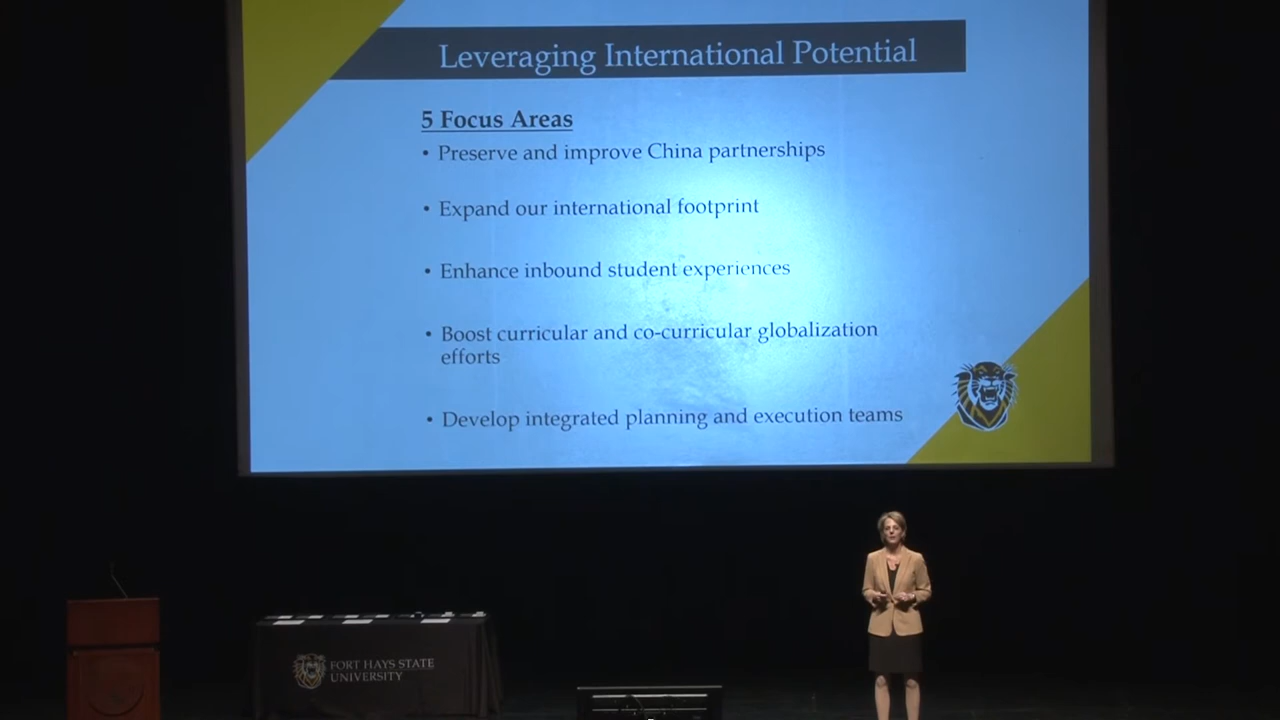 Leveraging International Potential
5 Focus Areas
• Preserve and improve China partnerships
• Expand our international footprint
• Enhance inbound student experiences
• Boost curricular and co-curricular globalization
efforts
• Develop integrated planning and execution teams
FORT HAYS STATE
UNIVERSITY